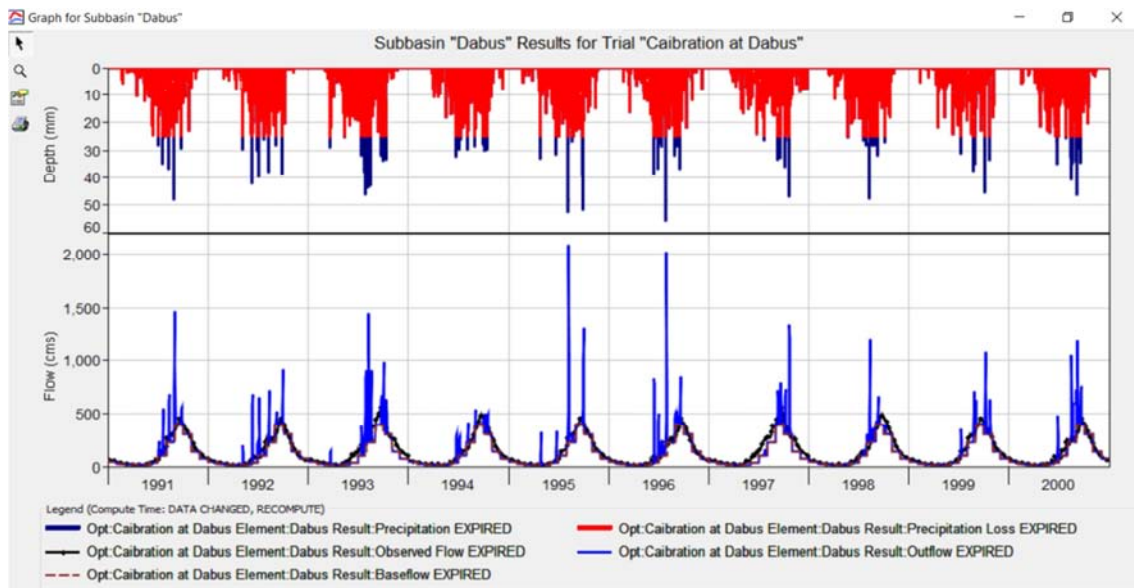 Graph for Subbasin "Dabus"
Subbasin "Dabus" Results for Trial "Caibration at Dabus"
0
10
20
30
40
50
60
Depth (mm)
2,000
1,500
1,000
500
0
Flow (cms)
1991 1992 1993 1994 1995 1996 1997 1998 1999 2000
Legend (Compute Time: DATA CHANGED, RECOMPUTE)
Opt:Caibration at Dabus Element:Dabus Result:Precipitation EXPIRED Opt:Caibration at Dabus Element:Dabus Result:Precipitation Loss EXPIRED
Opt:Caibration at Dabus Element:Dabus Result:Observed Flow EXPIRED Opt:Caibration at Dabus Element:Dabus Result:Outflow EXPIRED
Opt:Caibration at Dabus Element:Dabus Result:Baseflow EXPIRED